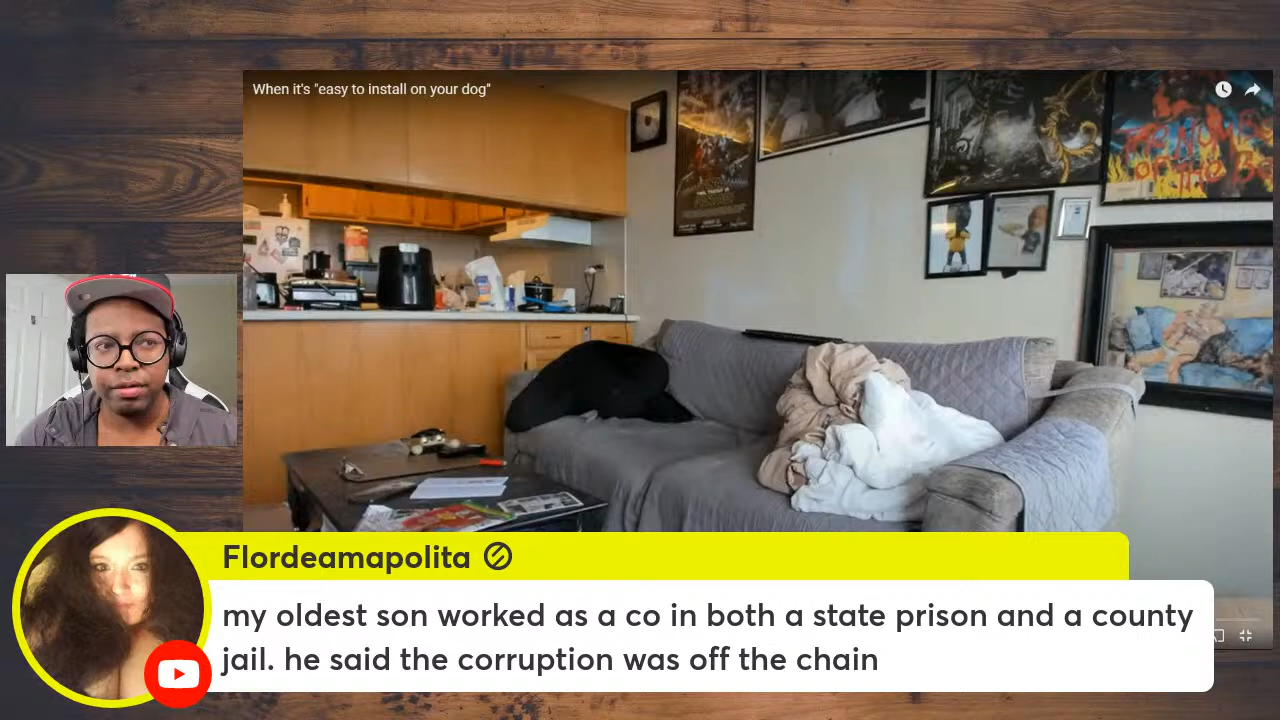 When it's "easy to install on your dog"
Flordeamapolita
my oldest son worked as a co in both a state prison and a county
jail. he said the corruption was off the chain